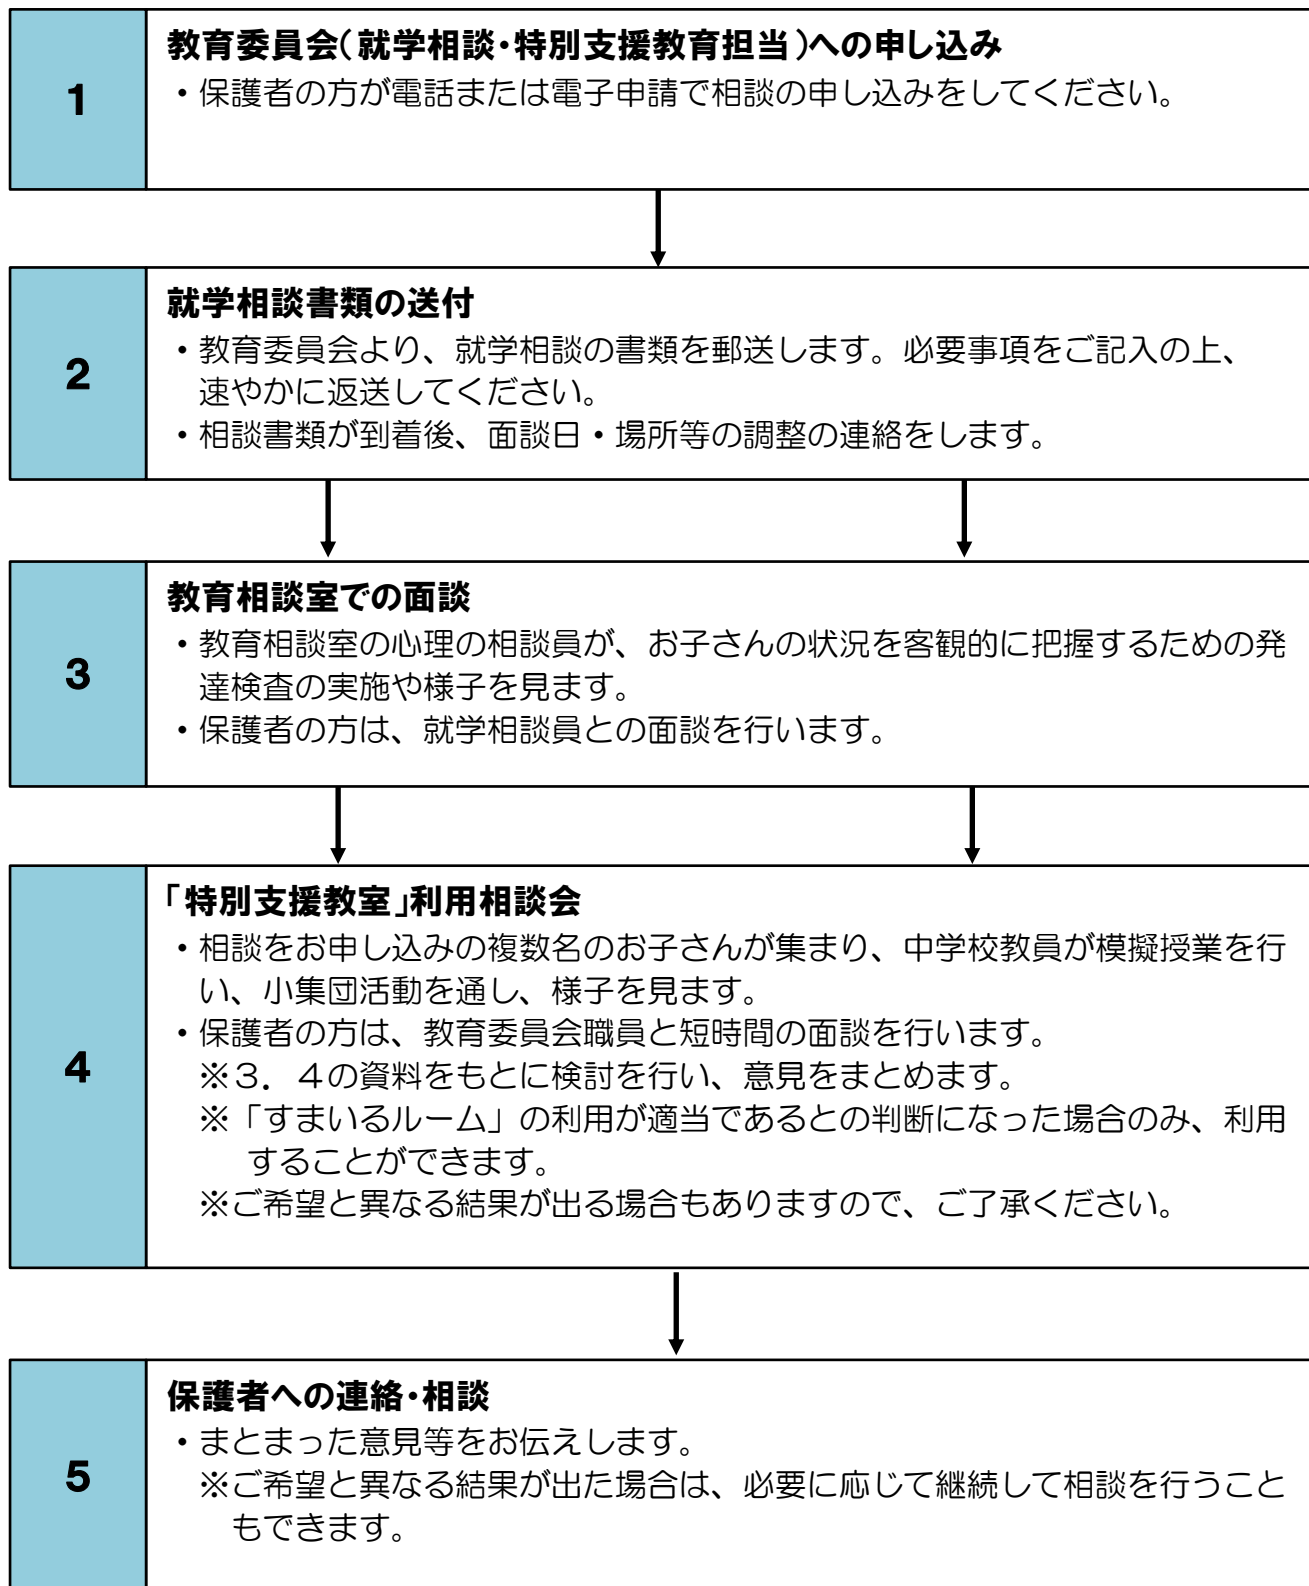 1
教育委員会(就学相談・特別支援教育担当)への申し込み
・保護者の方が電話または電子申請で相談の申し込みをしてください。
2
就学相談書類の送付
・教育委員会より、就学相談の書類を郵送します。必要事項をご記入の上、
速やかに返送してください。
・相談書類が到着後、面談日・場所等の調整の連絡をします。
3
教育相談室での面談
・教育相談室の心理の相談員が、お子さんの状況を客観的に把握するための発
達検査の実施や様子を見ます。
・保護者の方は、就学相談員との面談を行います。
4
「特別支援教室」利用相談会
・相談をお申し込みの複数名のお子さんが集まり、中学校教員が模擬授業を行
い、小集団活動を通し、様子を見ます。
・保護者の方は、教育委員会職員と短時間の面談を行います。
※３．４の資料をもとに検討を行い、意見をまとめます。
※「すまいるルーム」の利用が適当であるとの判断になった場合のみ、利用
することができます。
※ご希望と異なる結果が出る場合もありますので、ご了承ください。
5
保護者への連絡・相談
・まとまった意見等をお伝えします。
※ご希望と異なる結果が出た場合は、必要に応じて継続して相談を行うこと
もできます。